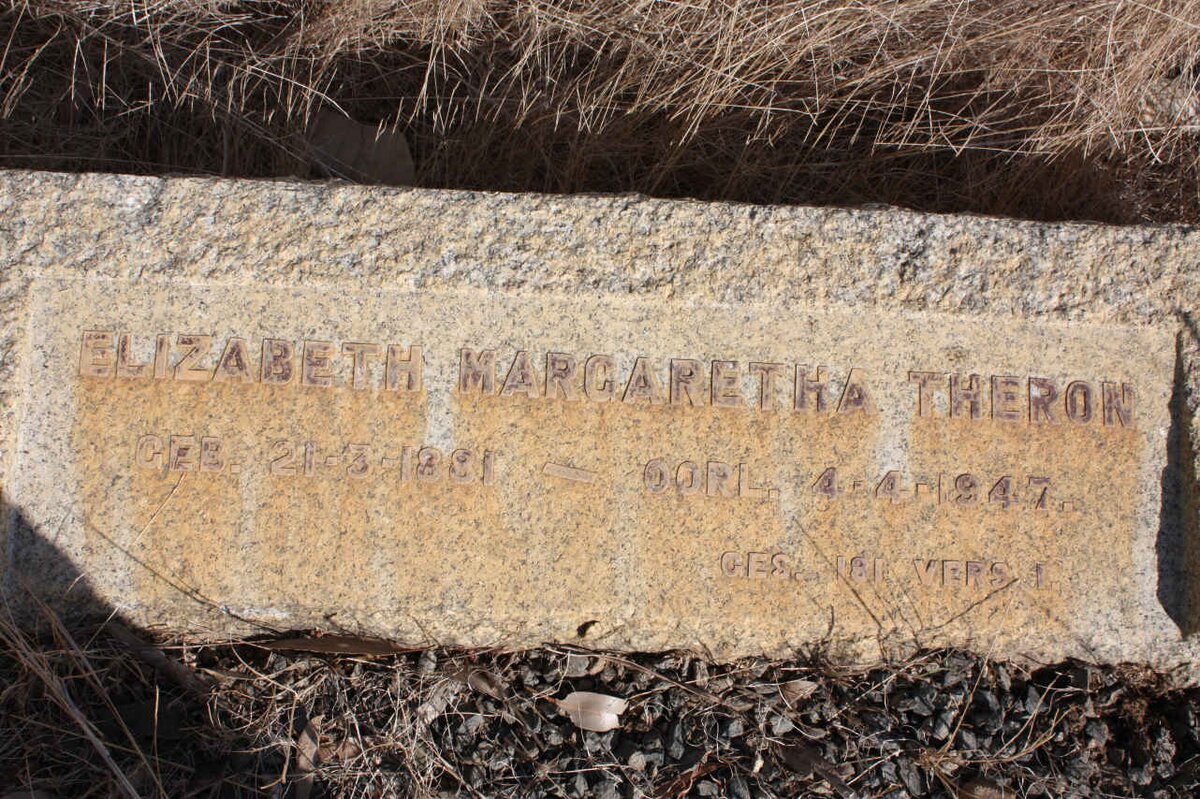 ELIZABETH MARGARETHA THERON
GEB. 21-3-1881 — OORL. 4-4-1947.
GES. 181 VERS 1.